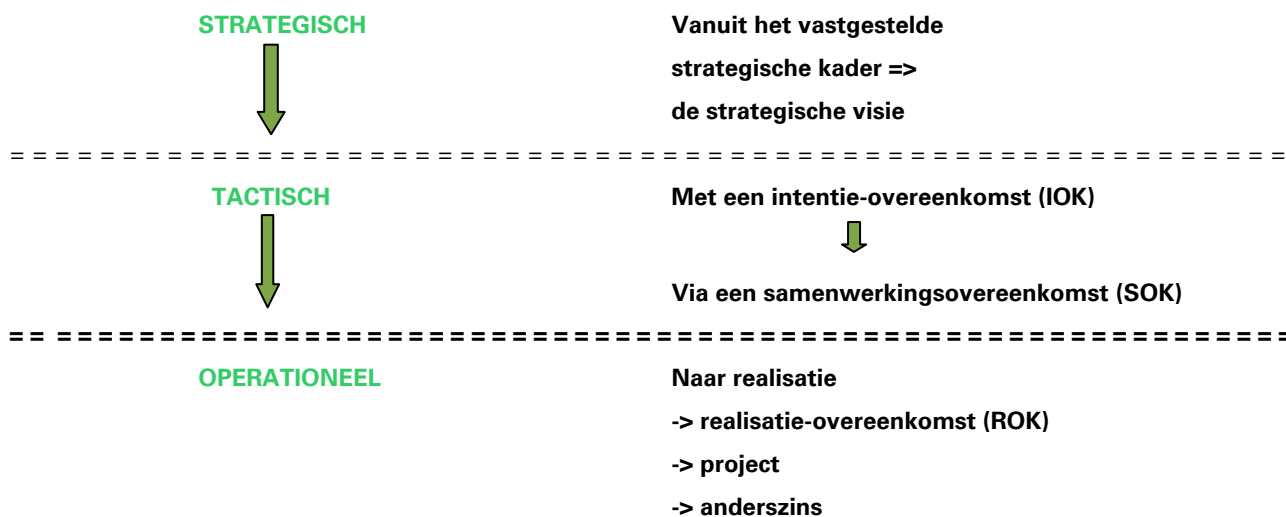 STRATEGISCH Vanuit het vastgestelde
strategische kader =>
de strategische visie
= = = = = = = = = = = = = = = = = = = = = = = = = = = = = = = = = = = = = = = = = = = = = = = = = = = = = = = = =
TACTISCH Met een intentie-overeenkomst (IOK)
Via een samenwerkingsovereenkomst (SOK)
== =====================================================
OPERATIONEEL Naar realisatie
-> realisatie-overeenkomst (ROK)
-> project
-> anderszins